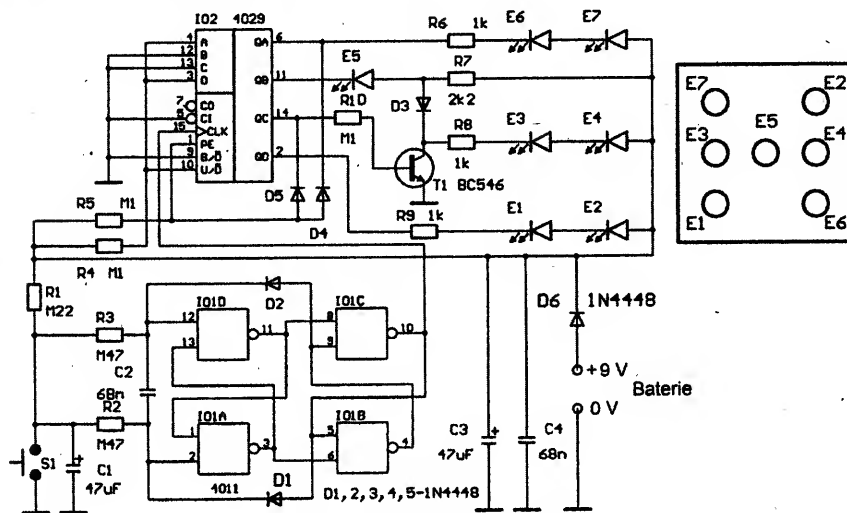 IO2 4029
4 A
12 B
13 C
3 D
7 CO
5 CI
15 CLK
1 PE
9 B/D
10 U/D
QA 6
QB 11
QC 14
QD 2
R6 1k
E6
E7
E5
R7
2k2
D3
R10
M1
R8
1k
E3
E4
T1 BC546
D5
D4
R9 1k
E1
E2
R5 M1
R4 M1
R1
M22
R3
M47
C2
68n
R2
M47
S1
C1
47uF
D2
IO1D
12
13
11
IO1C
8
9
10
IO1A
1
2
3
4011
IO1B
5
6
4
D1
D1,2,3,4,5-1N4448
C3
47uF
C4
68n
D6 1N4448
+9 V
Baterie
0 V
E7
E2
E3
E5
E4
E1
E6